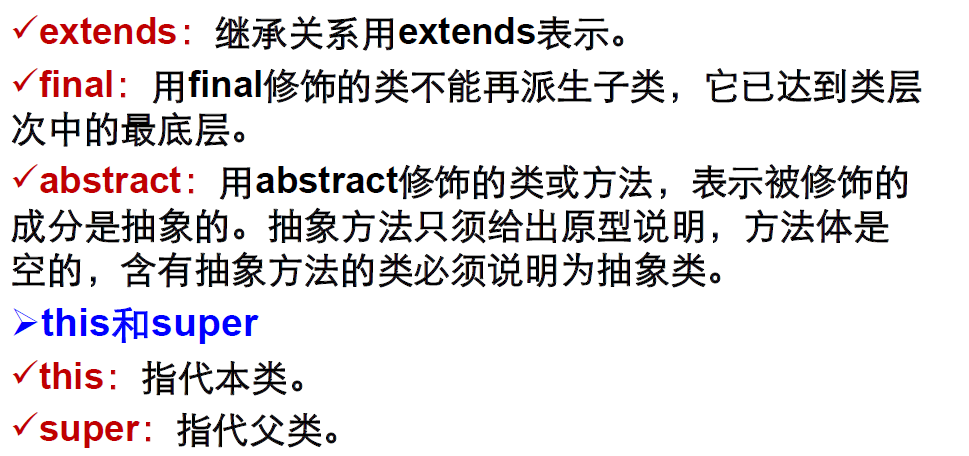 ✓extends：继承关系用extends表示。
✓final：用final修饰的类不能再派生子类，它已达到类层
次中的最底层。
✓abstract：用abstract修饰的类或方法，表示被修饰的
成分是抽象的。抽象方法只须给出原型说明，方法体是
空的，含有抽象方法的类必须说明为抽象类。
➢this和super
✓this：指代本类。
✓super：指代父类。